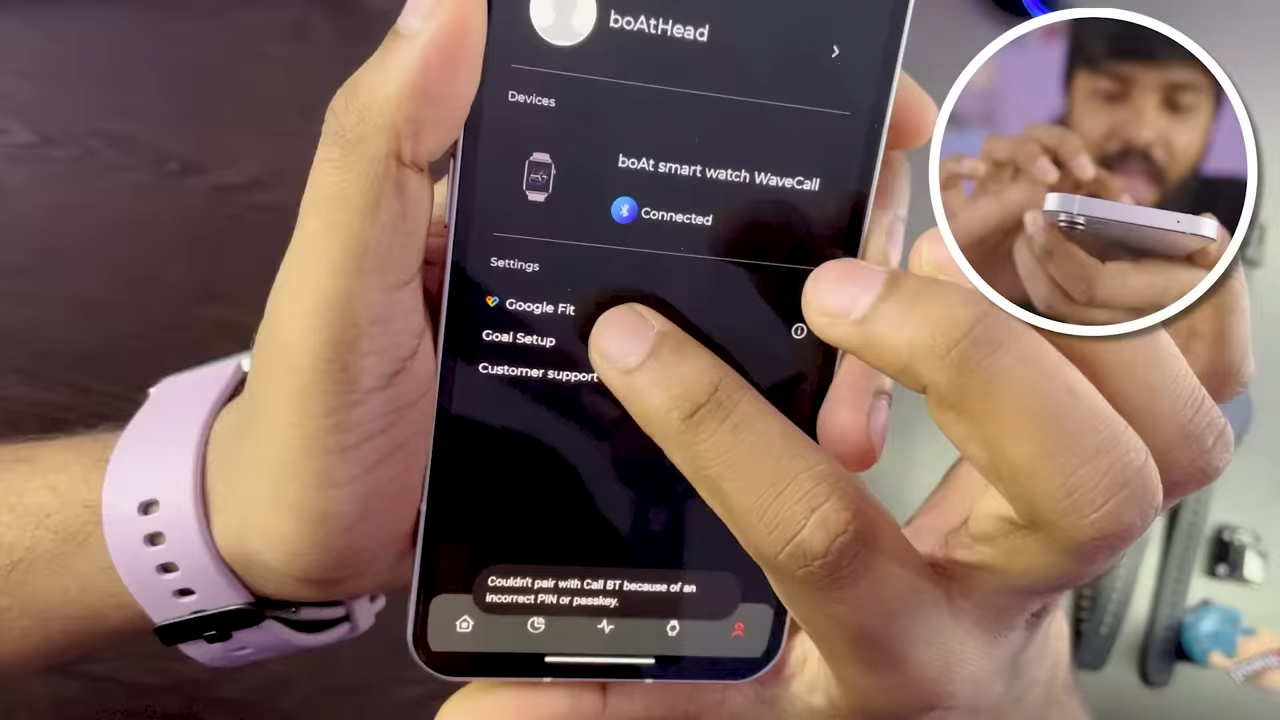 boAtHead
Devices
boAt smart watch WaveCall
Connected
Settings
Google Fit
Goal Setup
Customer support
Couldn't pair with Call BT because of an
incorrect PIN or passkey.